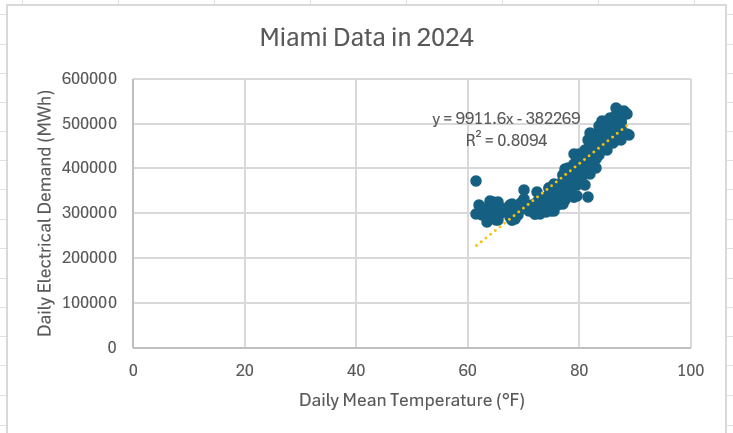 Miami Data in 2024
Daily Electrical Demand (MWh)
600000
500000
400000
300000
200000
100000
0
y = 9911.6x - 382269
R² = 0.8094
0 20 40 60 80 100
Daily Mean Temperature (°F)